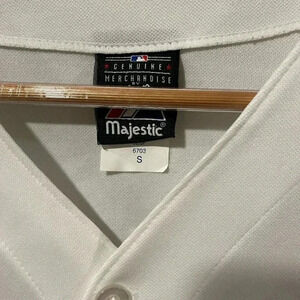 GENUINE
MERCHANDISE
Majestic
6703
S